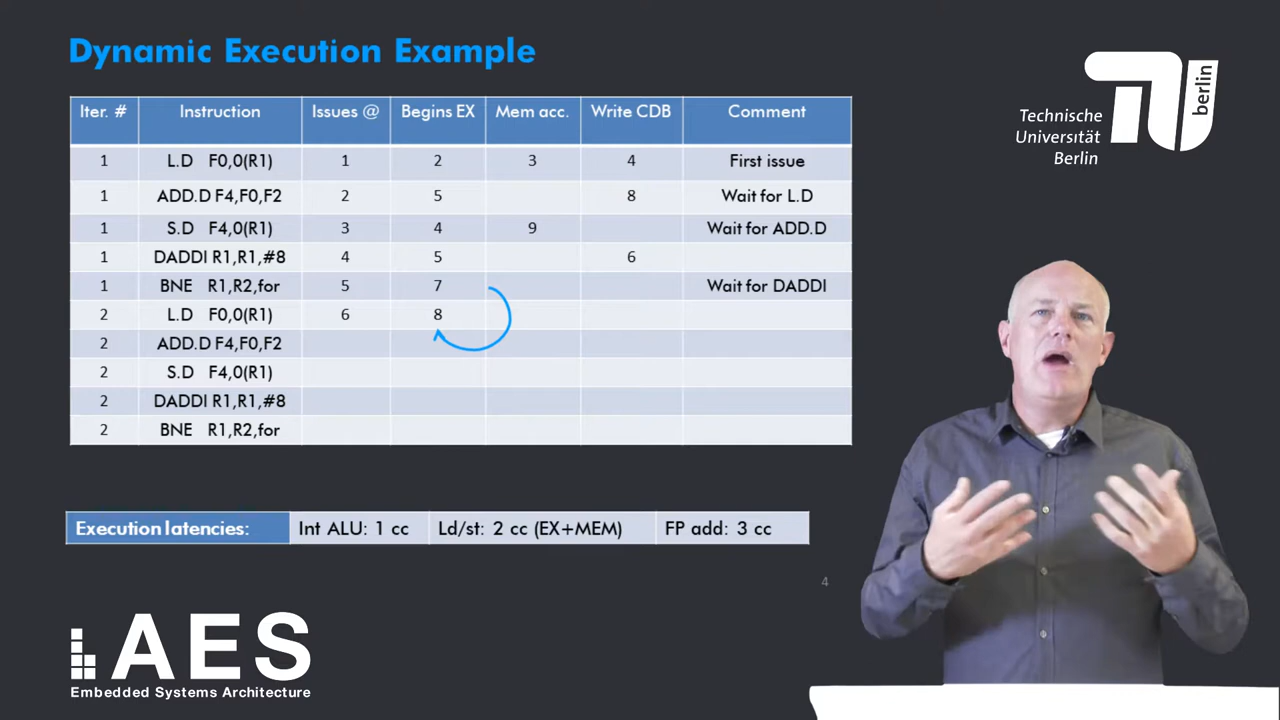 Dynamic Execution Example
Iter. # Instruction Issues @ Begins EX Mem acc. Write CDB Comment
1 L.D F0,0(R1) 1 2 3 4 First issue
1 ADD.D F4,F0,F2 2 5 8 Wait for L.D
1 S.D F4,0(R1) 3 4 9 Wait for ADD.D
1 DADDI R1,R1,#8 4 5 6
1 BNE R1,R2,for 5 7 Wait for DADDI
2 L.D F0,0(R1) 6 8
2 ADD.D F4,F0,F2
2 S.D F4,0(R1)
2 DADDI R1,R1,#8
2 BNE R1,R2,for
Execution latencies: Int ALU: 1 cc Ld/st: 2 cc (EX+MEM) FP add: 3 cc
4
berlin
Technische
Universität
Berlin
AES
Embedded Systems Architecture